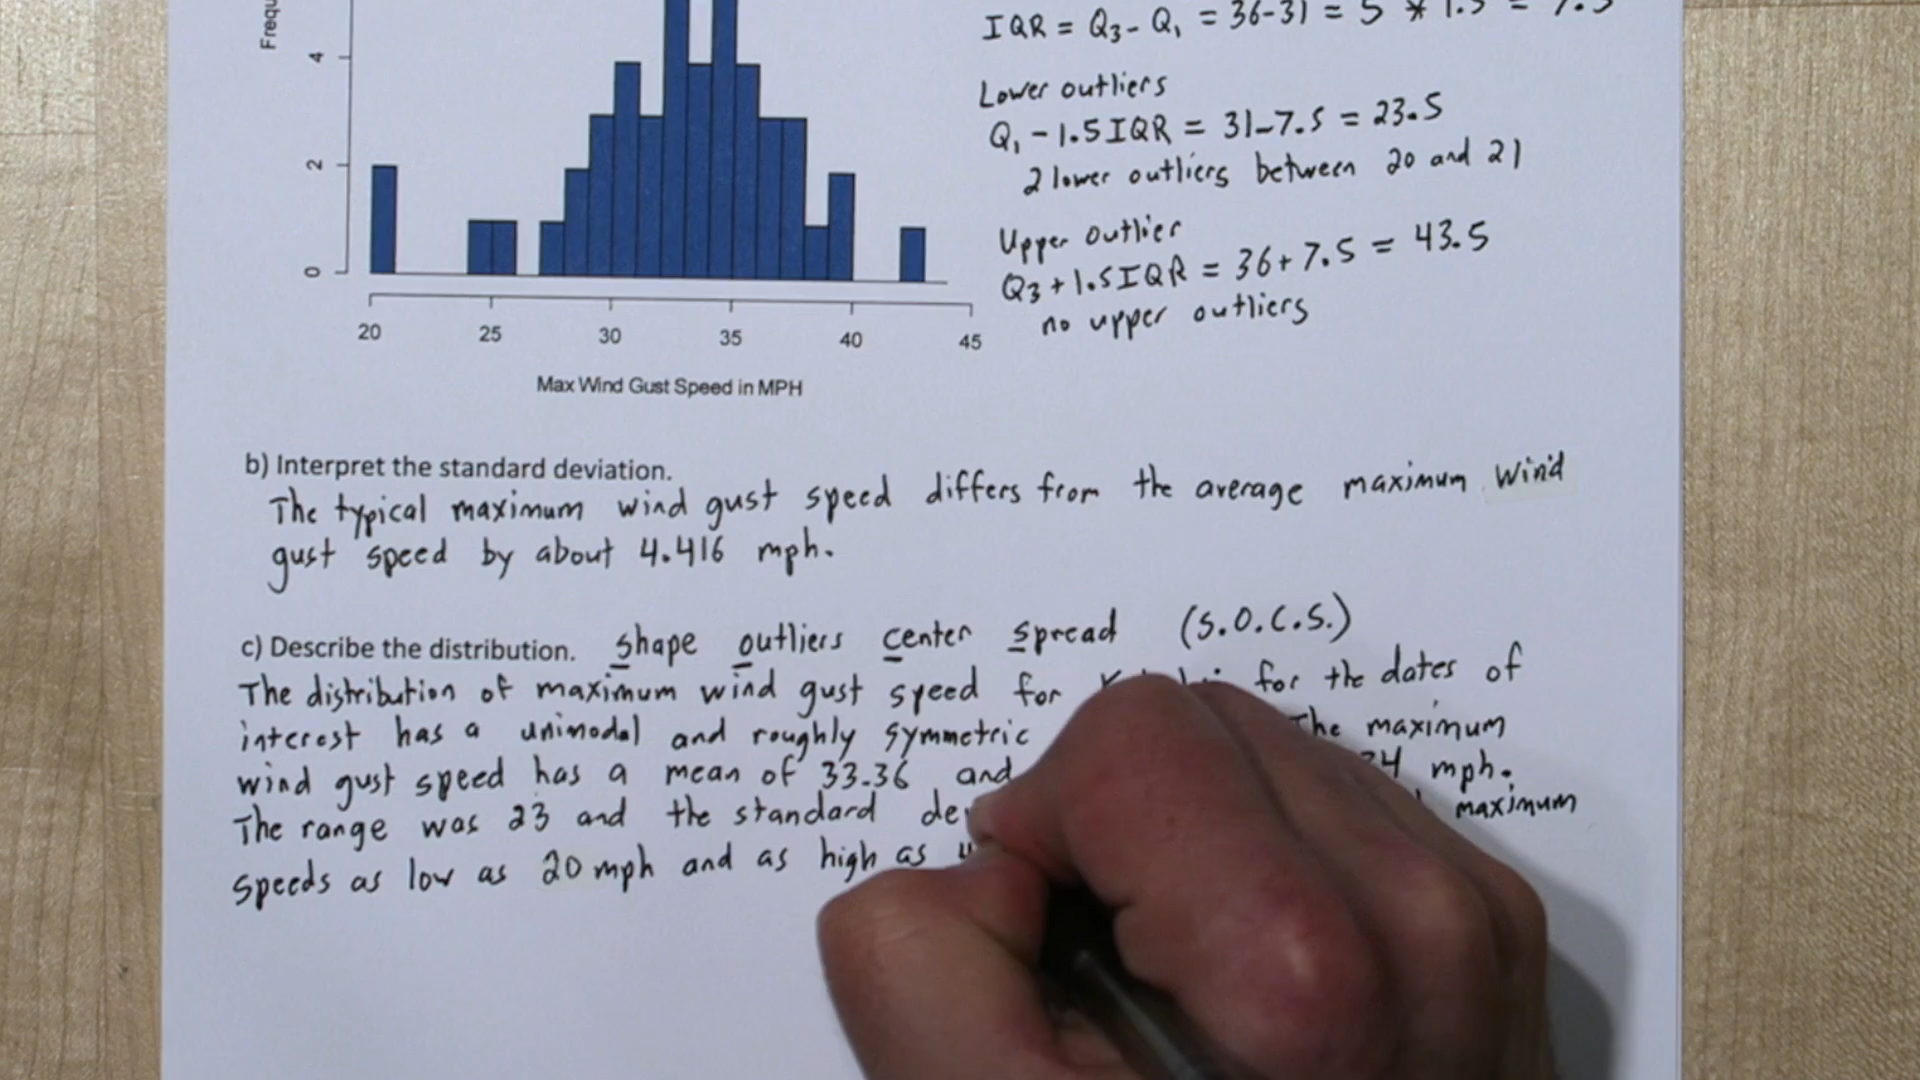 IQR = Q3 - Q1 = 36-31 = 5 * 1.5 = 7.5
Lower outliers
Q1 - 1.5IQR = 31-7.5 = 23.5
2 lower outliers between 20 and 21
Upper outlier
Q3 + 1.5IQR = 36+7.5 = 43.5
no upper outliers
4
2
0
20 25 30 35 40 45
Max Wind Gust Speed in MPH
b) Interpret the standard deviation.
The typical maximum wind gust speed differs from the average maximum wind
gust speed by about 4.416 mph.
c) Describe the distribution. shape outliers center spread (S.O.C.S.)
The distribution of maximum wind gust speed for for the dates of
interest has a unimodal and roughly symmetric The maximum
wind gust speed has a mean of 33.36 and 34 mph.
The range was 23 and the standard maximum
speeds as low as 20 mph and as high as